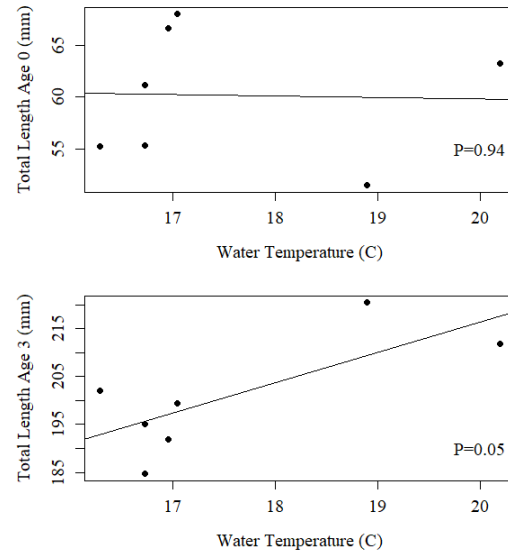 Total Length Age 0 (mm)
65
60
55
P=0.94
17 18 19 20
Water Temperature (C)
Total Length Age 3 (mm)
215
205
195
185
P=0.05
17 18 19 20
Water Temperature (C)